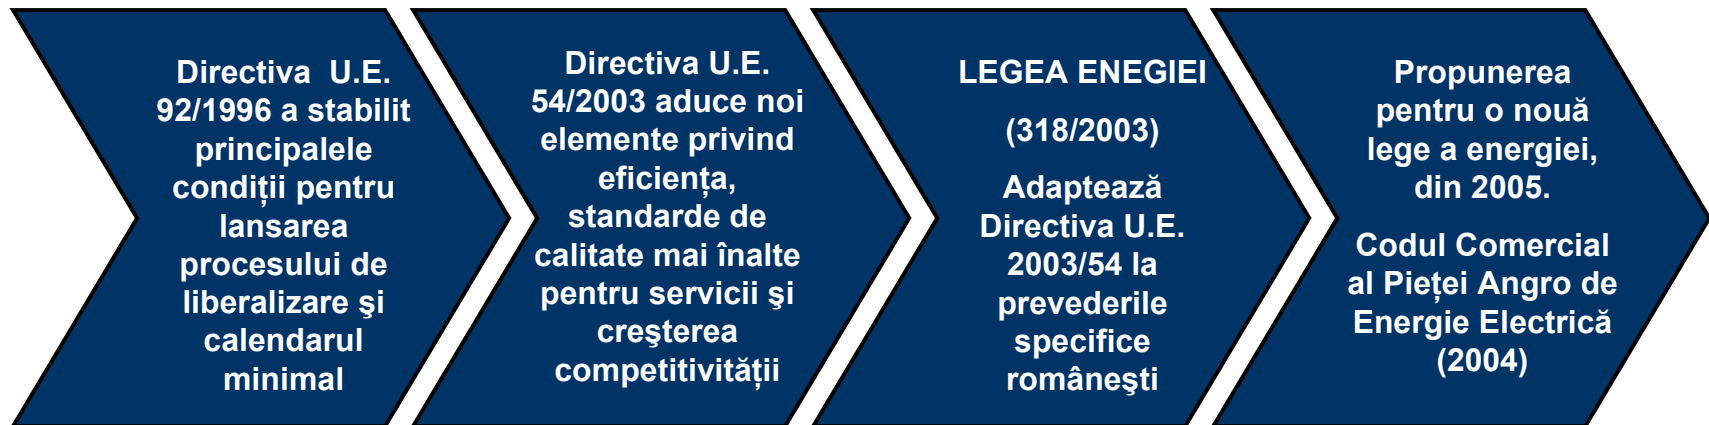 Directiva  U.E.
92/1996 a stabilit
principalele
condiții pentru
lansarea
procesului de
liberalizare şi
calendarul
minimal
Directiva U.E.
54/2003 aduce noi
elemente privind
eficiența,
standarde de
calitate mai înalte
pentru servicii şi
creşterea
competitivității
LEGEA ENEGIEI
(318/2003)
Adaptează
Directiva U.E.
2003/54 la
prevederile
specifice
româneşti
Propunerea
pentru o nouă
lege a energiei,
din 2005.
Codul Comercial
al Pieței Angro de
Energie Electrică
(2004)